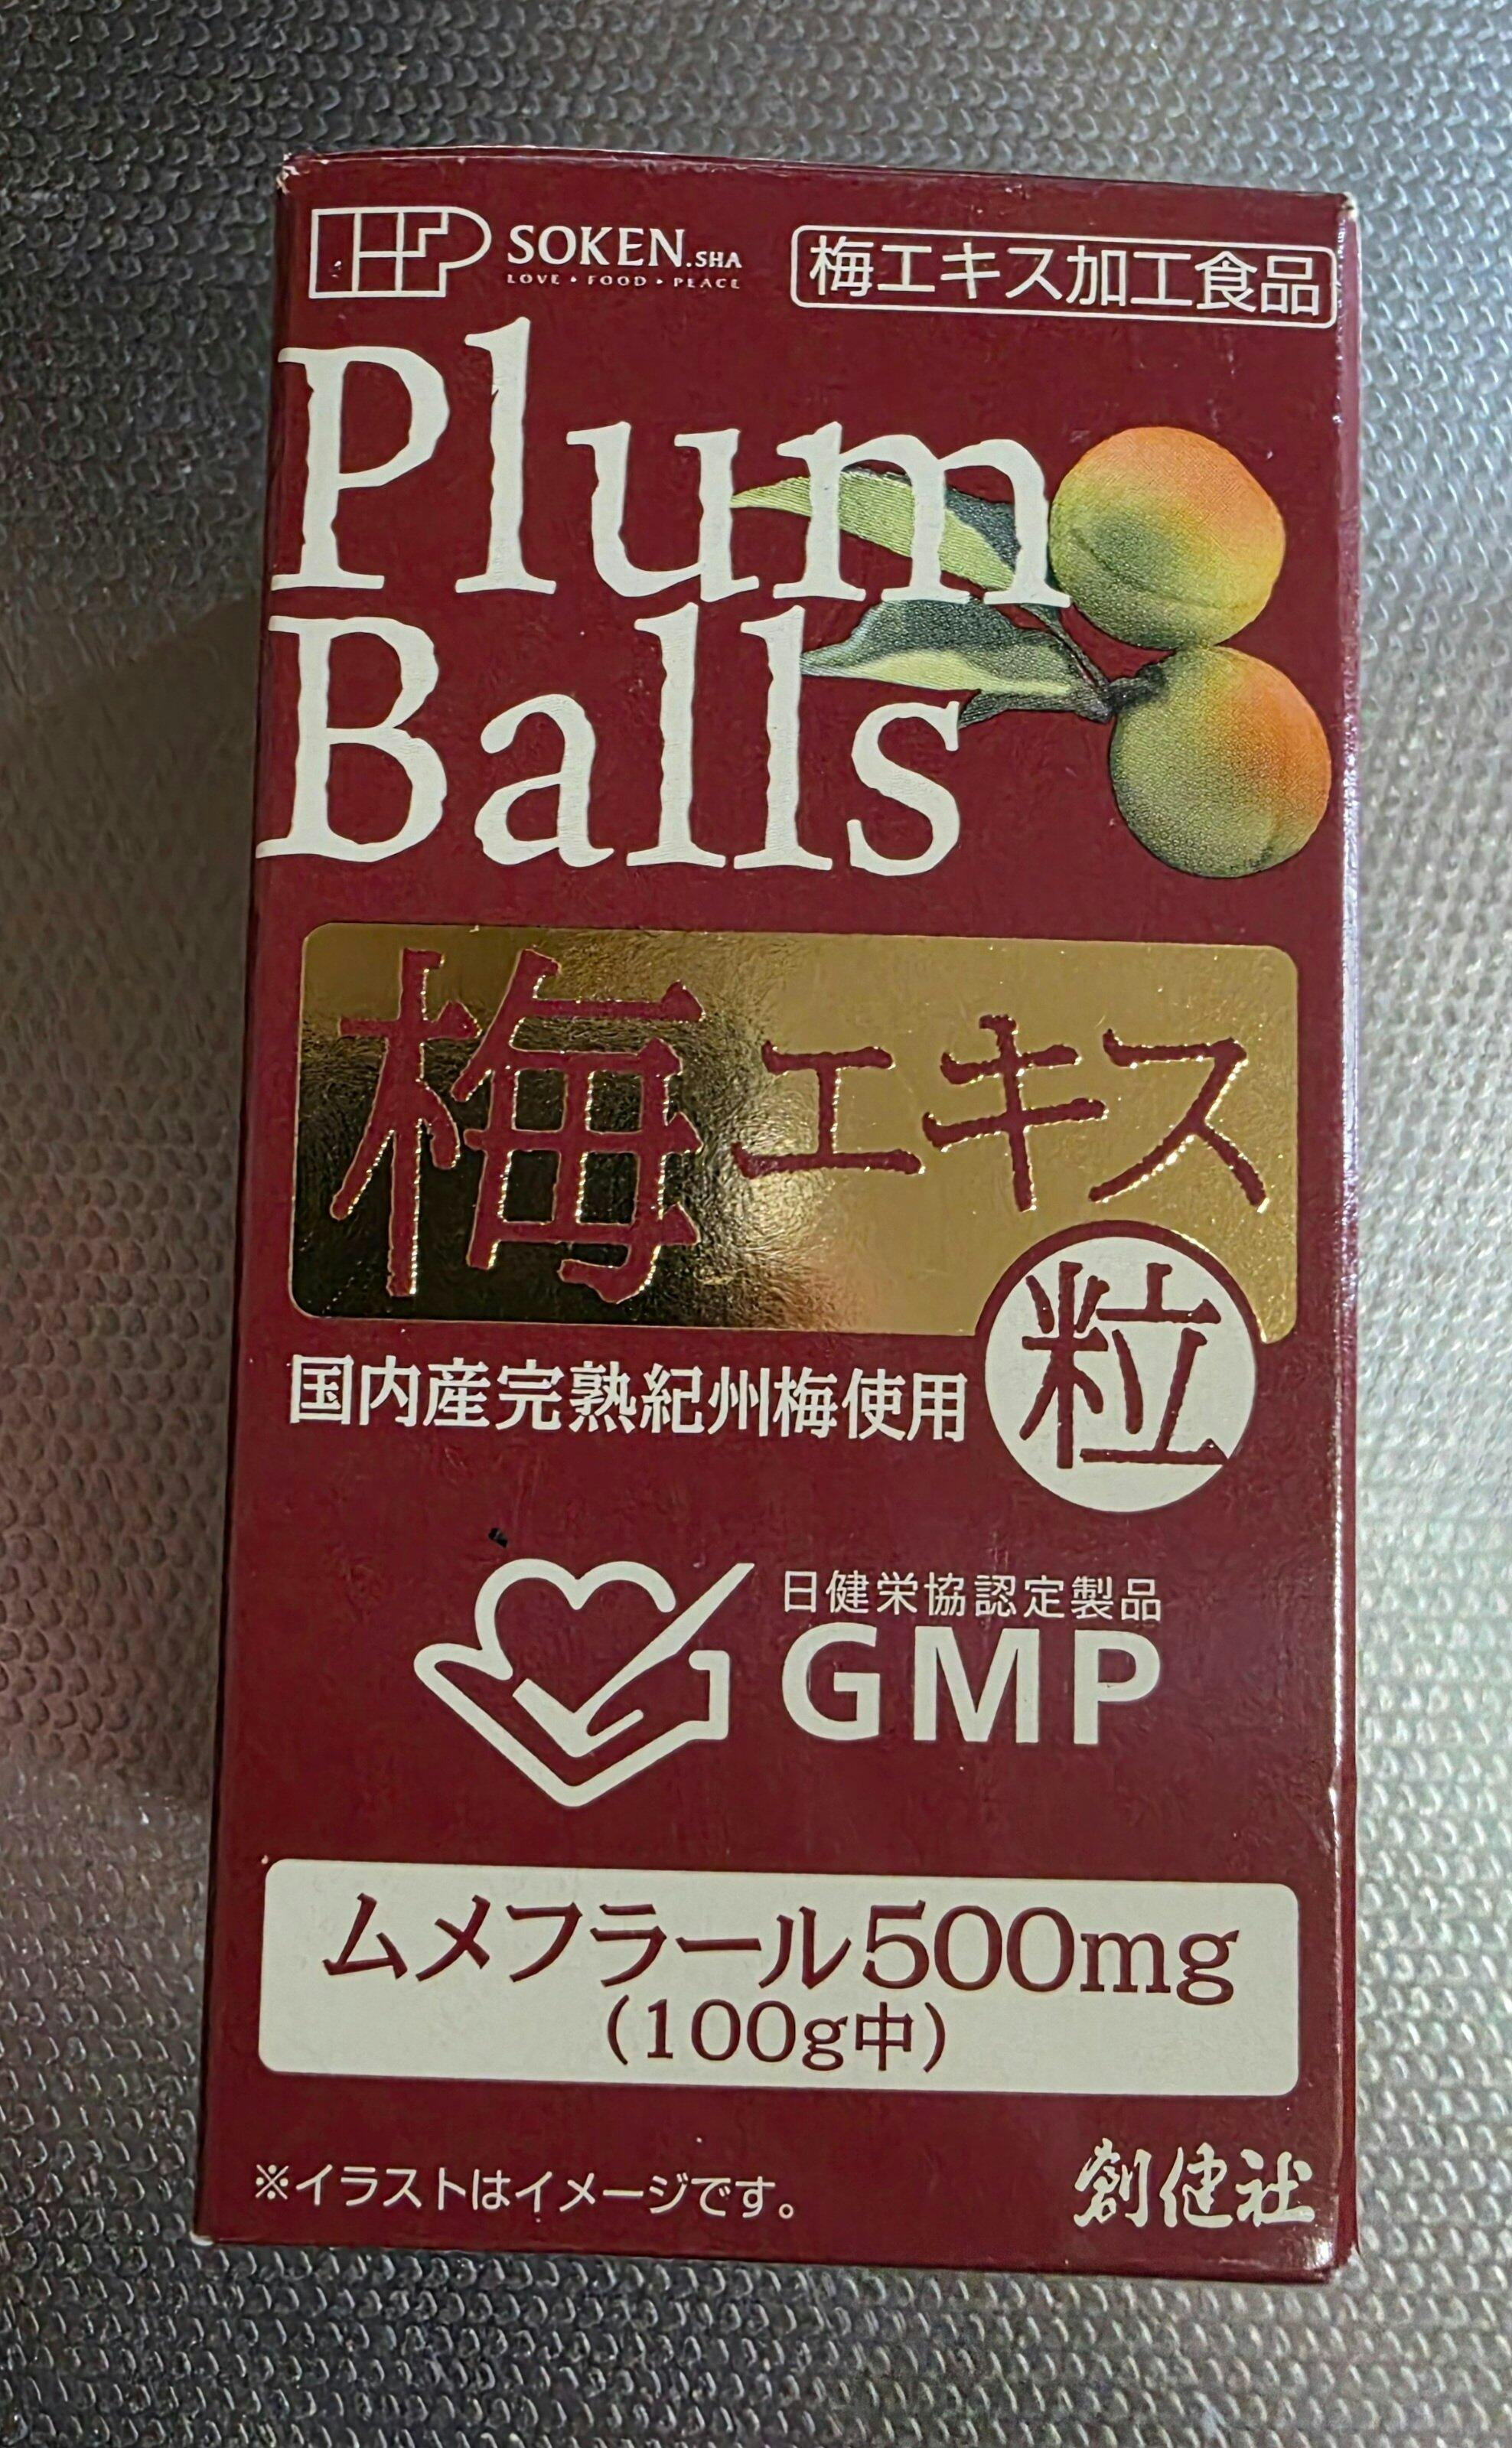 SOKEN.SHA
LOVE • FOOD • PEACE
梅エキス加工食品
Plum
Balls
梅エキス
粒
国内産完熟紀州梅使用
日健栄協認定製品
GMP
ムメフラール500mg
(100g中)
※イラストはイメージです。
創健社